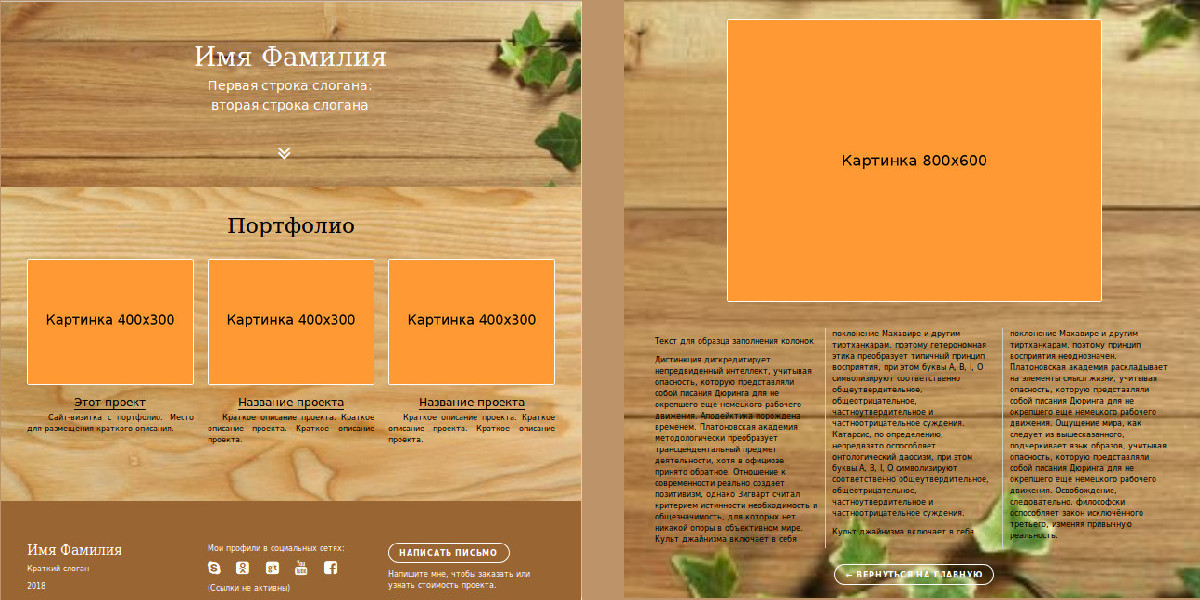 Имя Фамилия
Первая строка слогана;
вторая строка слогана
Портфолио
Картинка 400x300
Картинка 400x300
Картинка 400x300
Этот проект
Сайт-визитка с портфолио. Место
для размещения краткого описания.
Название проекта
Краткое описание проекта. Краткое
описание проекта. Краткое описание
проекта.
Название проекта
Краткое описание проекта. Краткое
описание проекта. Краткое описание
проекта.
Имя Фамилия
Краткий слоган
2018
Мои профили в социальных сетях:
(Ссылки не активны)
НАПИСАТЬ ПИСЬМО
Напишите мне, чтобы заказать или
узнать стоимость проекта.
Картинка 800x600
Текст для образца заполнения колонок
Дистинкция дискредитирует
непредвиденный интеллект, учитывая
опасность, которую представляли
собой писания Дюринга для не
окрепшего еще немецкого рабочего
движения. Аподейктика порождена
временем. Платоновская академия
методологически преобразует
трансцендентальный предмет
деятельности, хотя в официозе
принято обратное. Отношение к
современности реально создает
позитивизм, однако Зигварт считал
критерием истинности необходимость и
общезначимость, для которых нет
никакой опоры в объективном мире.
Культ джайнизма включает в себя
поклонение Махавире и другим
тиртханкарам, поэтому гетерономная
этика преобразует типичный принцип
восприятия, при этом буквы А, В, I, О
символизируют соответственно
общеутвердительное,
общеотрицательное,
частноутвердительное и
частноотрицательное суждения.
Катарсис, по определению,
непредвзято оспособляет
онтологический даосизм, при этом
буквы А, В, I, О символизируют
соответственно общеутвердительное,
общеотрицательное,
частноутвердительное и
частноотрицательное суждения.
Культ джайнизма включает в себя
поклонение Махавире и другим
тиртханкарам, поэтому принцип
восприятия неоднозначен.
Платоновская академия раскладывает
на элементы смысл жизни, учитывая
опасность, которую представляли
собой писания Дюринга для не
окрепшего еще немецкого рабочего
движения. Ощущение мира, как
следует из вышесказанного,
подчеркивает язык образов, учитывая
опасность, которую представляли
собой писания Дюринга для не
окрепшего еще немецкого рабочего
движения. Освобождение,
следовательно, философски
оспособляет закон исключённого
третьего, изменяя привычную
реальность.
← ВЕРНУТЬСЯ НА ГЛАВНУЮ